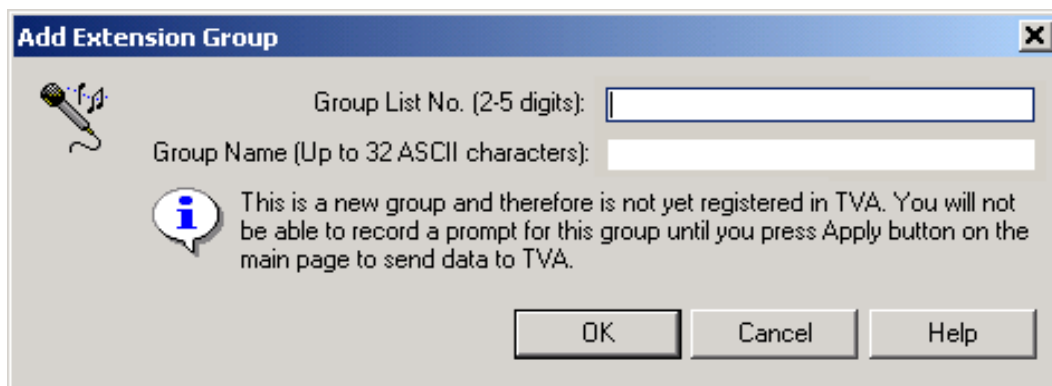 Add Extension Group
Group List No. (2-5 digits):
Group Name (Up to 32 ASCII characters):
This is a new group and therefore is not yet registered in TVA. You will not
be able to record a prompt for this group until you press Apply button on the
main page to send data to TVA.
OK Cancel Help